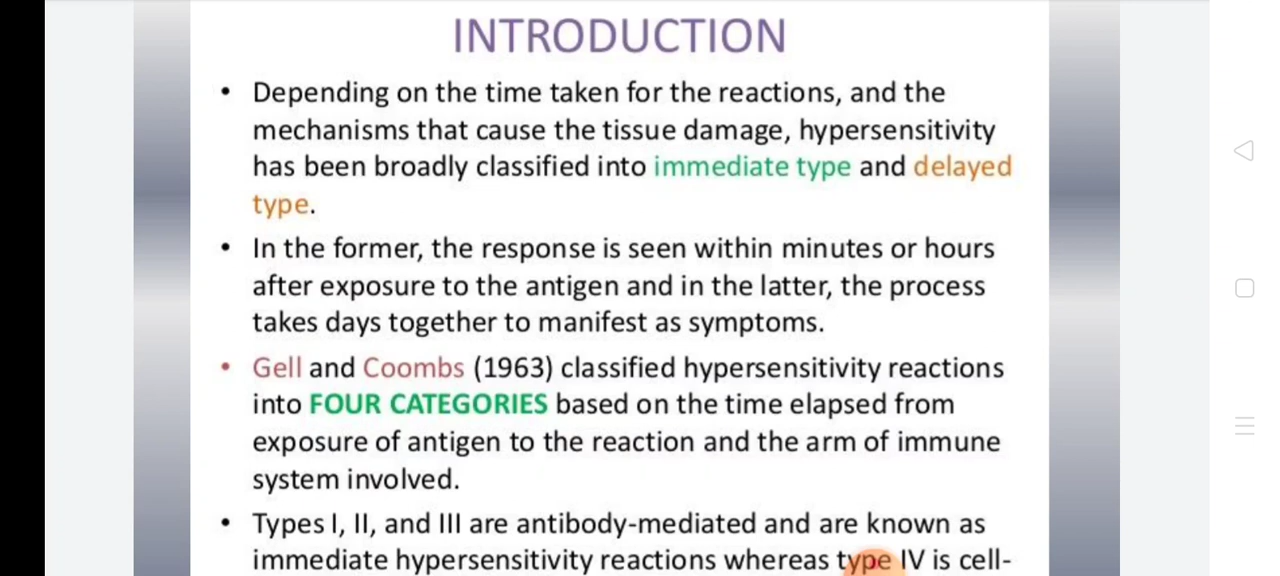 INTRODUCTION
• Depending on the time taken for the reactions, and the
mechanisms that cause the tissue damage, hypersensitivity
has been broadly classified into immediate type and delayed
type.
• In the former, the response is seen within minutes or hours
after exposure to the antigen and in the latter, the process
takes days together to manifest as symptoms.
• Gell and Coombs (1963) classified hypersensitivity reactions
into FOUR CATEGORIES based on the time elapsed from
exposure of antigen to the reaction and the arm of immune
system involved.
• Types I, II, and III are antibody-mediated and are known as
immediate hypersensitivity reactions whereas type IV is cell-